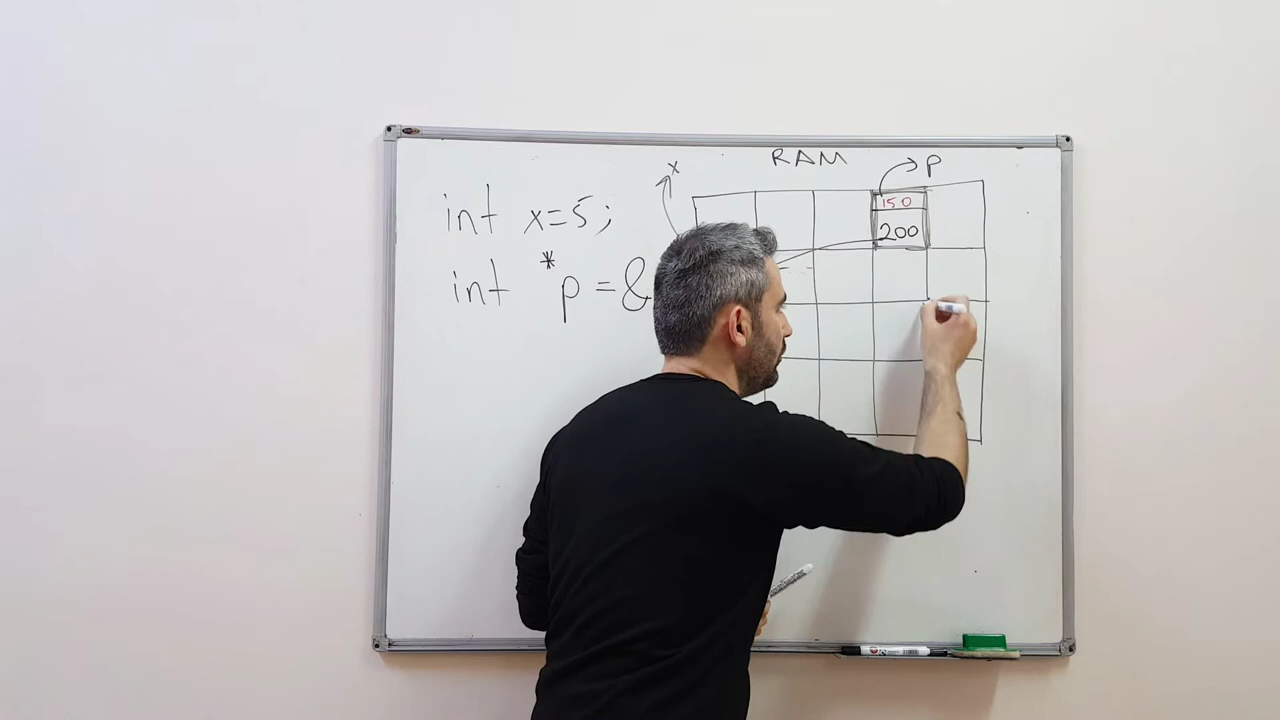 RAM
x
P
int x=5;
150
200
int *p=&